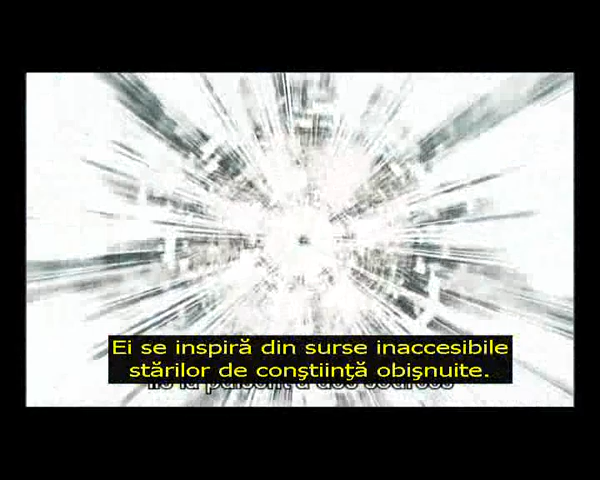 Ei se inspiră din surse inaccesibile
stărilor de conştiinţă obişnuite.